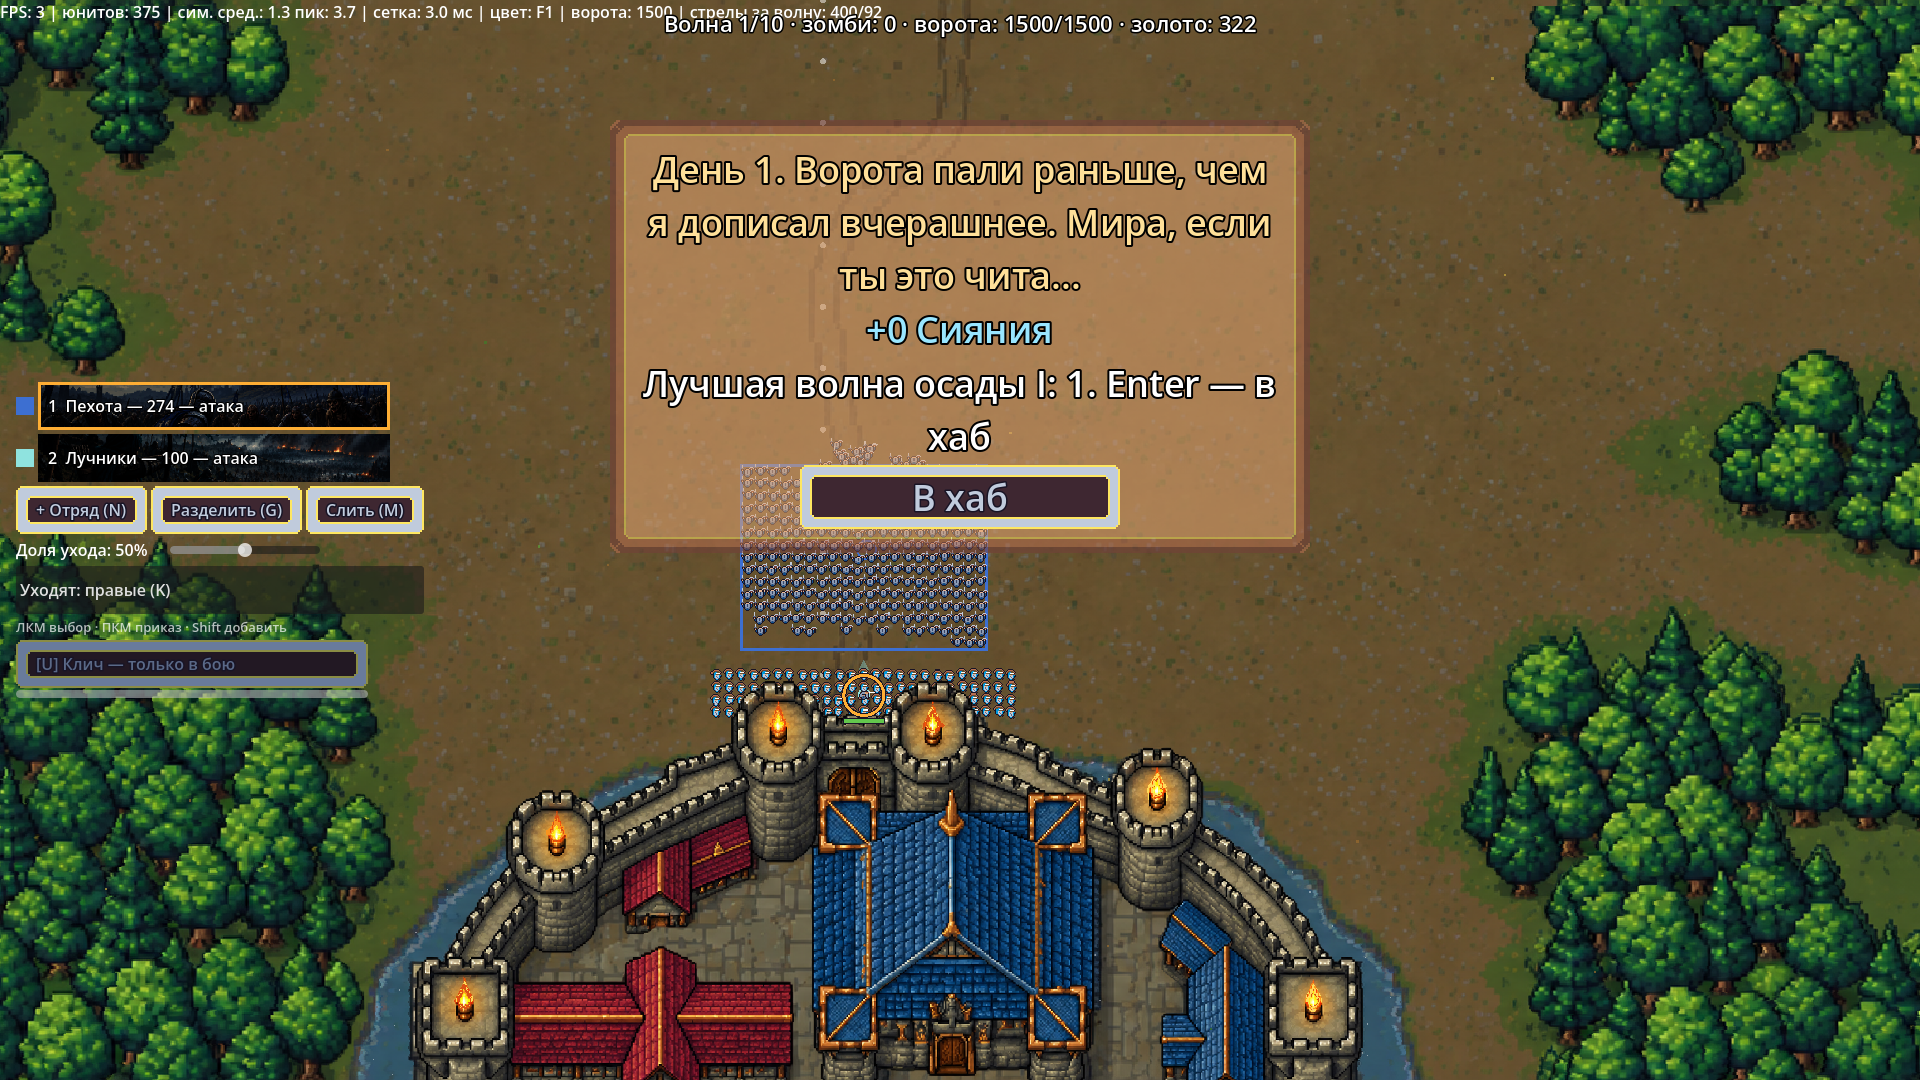 FPS: 3 | юнитов: 375 | сим. сред.: 1.3 пик: 3.7 | сетка: 3.0 мс | цвет: F1 | ворота: 1500 | стрелы за волну: 400/92
Волна 1/10 · зомби: 0 · ворота: 1500/1500 · золото: 322
День 1. Ворота пали раньше, чем
я дописал вчерашнее. Мира, если
ты это чита...
+0 Сияния
Лучшая волна осады I: 1. Enter — в
хаб
В хаб
1 Пехота — 274 — атака
2 Лучники — 100 — атака
+ Отряд (N) Разделить (G) Слить (M)
Доля ухода: 50%
Уходят: правые (K)
ЛКМ выбор · ПКМ приказ · Shift добавить
[U] Клич — только в бою